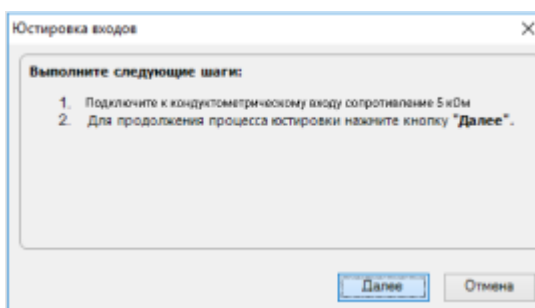 Юстировка входов
Выполните следующие шаги:
1. Подключите к кондуктометрическому входу сопротивление 5 кОм
2. Для продолжения процесса юстировки нажмите кнопку "Далее".
Далее
Отмена